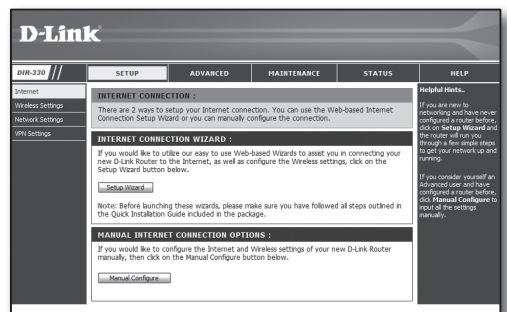 D-Link
DIR-330 // SETUP ADVANCED MAINTENANCE STATUS HELP
Internet
Wireless Settings
Network Settings
VPN Settings
INTERNET CONNECTION :
There are 2 ways to setup your Internet connection. You can use the Web-based Internet
Connection Setup Wizard or you can manually configure the connection.
INTERNET CONNECTION WIZARD :
If you would like to utilize our easy to use Web-based Wizards to assist you in connecting your
new D-Link Router to the Internet, as well as configure the Wireless settings, click on the
Setup Wizard button below.
Setup Wizard
Note: Before launching these wizards, please make sure you have followed all steps outlined in
the Quick Installation Guide included in the package.
MANUAL INTERNET CONNECTION OPTIONS :
If you would like to configure the Internet and Wireless settings of your new D-Link Router
manually, then click on the Manual Configure button below.
Manual Configure
Helpful Hints..
If you are new to
networking and have never
configured a router before,
click on Setup Wizard and
the router will run you
through a few simple steps
to get your network up and
running.
If you consider yourself an
Advanced user and have
configured a router before,
click Manual Configure to
input all the settings
manually.